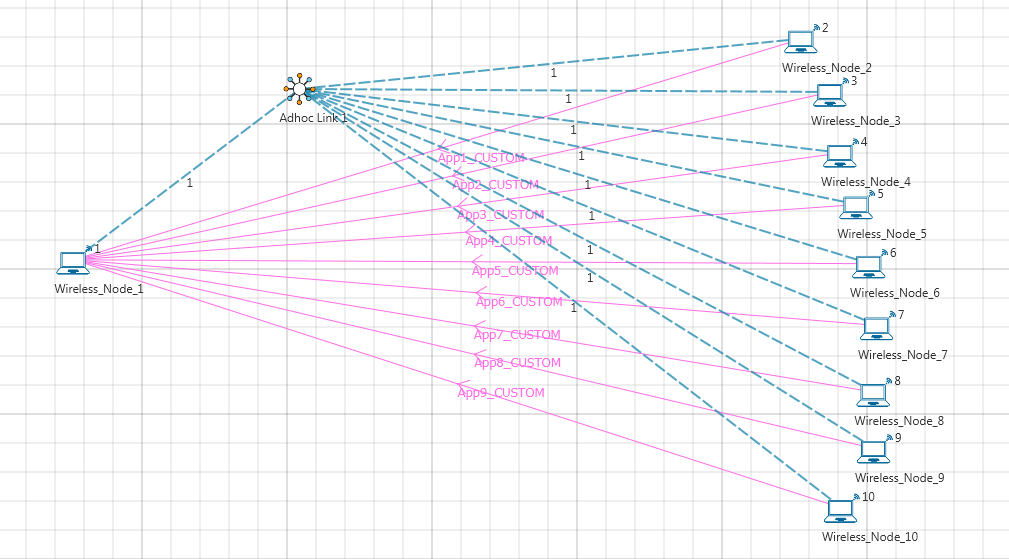 2
Wireless_Node_2
1
3
Wireless_Node_3
1
Adhoc Link 1
1
4
Wireless_Node_4
App1_CUSTOM
1
1
App2_CUSTOM
1
5
Wireless_Node_5
App3_CUSTOM
1
App4_CUSTOM
1
1
6
Wireless_Node_6
App5_CUSTOM
1
Wireless_Node_1
App6_CUSTOM
1
7
Wireless_Node_7
App7_CUSTOM
App8_CUSTOM
8
Wireless_Node_8
App9_CUSTOM
9
Wireless_Node_9
10
Wireless_Node_10